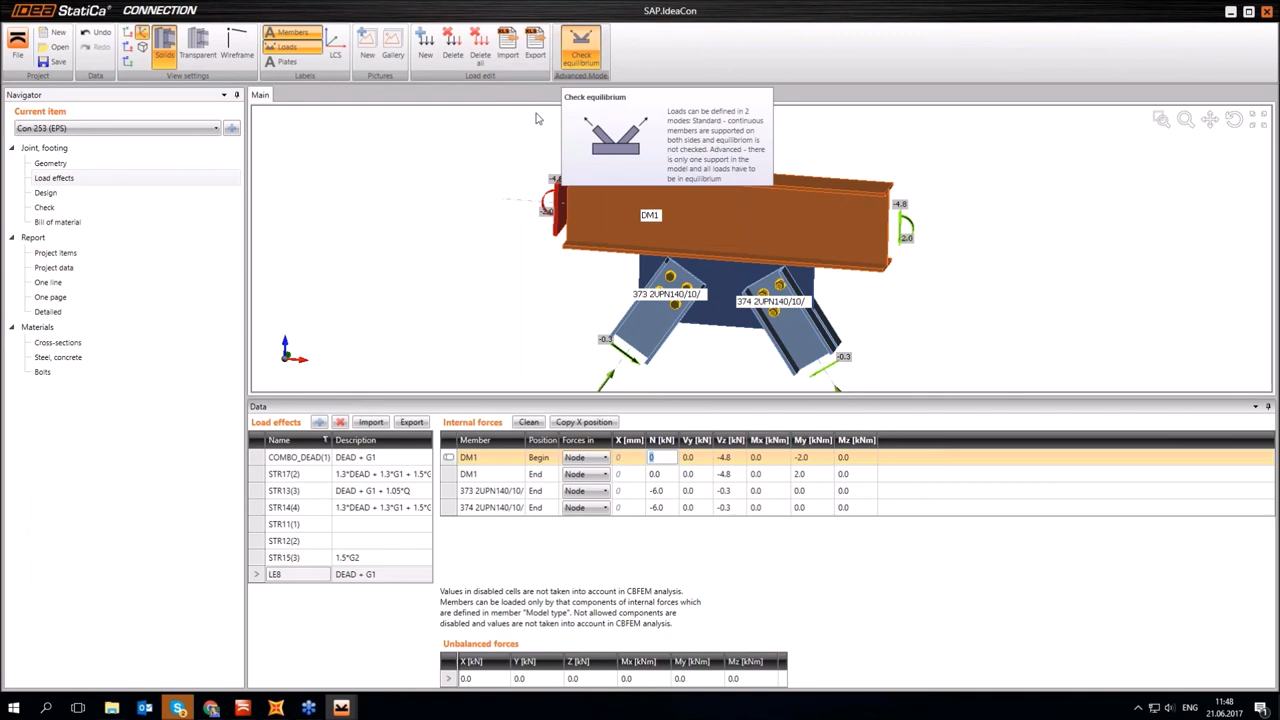 IDEA StatiCa® CONNECTION
SAP.IdeaCon
File
New
Open
Save
Project
Undo
Redo
Data
Solids
Transparent
Wireframe
View settings
Members
Loads
Plates
LCS
Labels
New
Gallery
Pictures
New
Delete
Delete all
Import
Export
Load edit
Check equilibrium
Advanced Mode
Navigator
Current item
Con 253 (EPS)
Joint, footing
Geometry
Load effects
Design
Check
Bill of material
Report
Project items
Project data
One line
One page
Detailed
Materials
Cross-sections
Steel, concrete
Bolts
Main
Check equilibrium
Loads can be defined in 2
modes: Standard - continuous
members are supported on
both sides and equilibriom is
not checked. Advanced - there
is only one support in the
model and all loads have to
be in equilibrium
-2.0
DM1
-4.8
2.0
373 2UPN140/10/
374 2UPN140/10/
-0.3
-0.3
Data
Load effects
Import
Export
Name Description
COMBO_DEAD(1) DEAD + G1
STR17(2) 1.3*DEAD + 1.3*G1 + 1.5*G
STR13(3) DEAD + G1 + 1.05*Q
STR14(4) 1.3*DEAD + 1.3*G1 + 1.5*G
STR11(1)
STR12(2)
STR15(3) 1.5*G2
LE8 DEAD + G1
Internal forces
Clean
Copy X position
Member Position Forces in X [mm] N [kN] Vy [kN] Vz [kN] Mx [kNm] My [kNm] Mz [kNm]
DM1 Begin Node 0 0 0.0 -4.8 0.0 -2.0 0.0
DM1 End Node 0 0.0 0.0 -4.8 0.0 2.0 0.0
373 2UPN140/10/ End Node 0 -6.0 0.0 -0.3 0.0 0.0 0.0
374 2UPN140/10/ End Node 0 -6.0 0.0 -0.3 0.0 0.0 0.0
Values in disabled cells are not taken into account in CBFEM analysis.
Members can be loaded only by that components of internal forces which
are defined in member "Model type". Not allowed components are
disabled and values are not taken into account in CBFEM analysis.
Unbalanced forces
X [kN] Y [kN] Z [kN] Mx [kNm] My [kNm] Mz [kNm]
0.0 0.0 0.0 0.0 0.0 0.0
ENG
11:48
21.06.2017